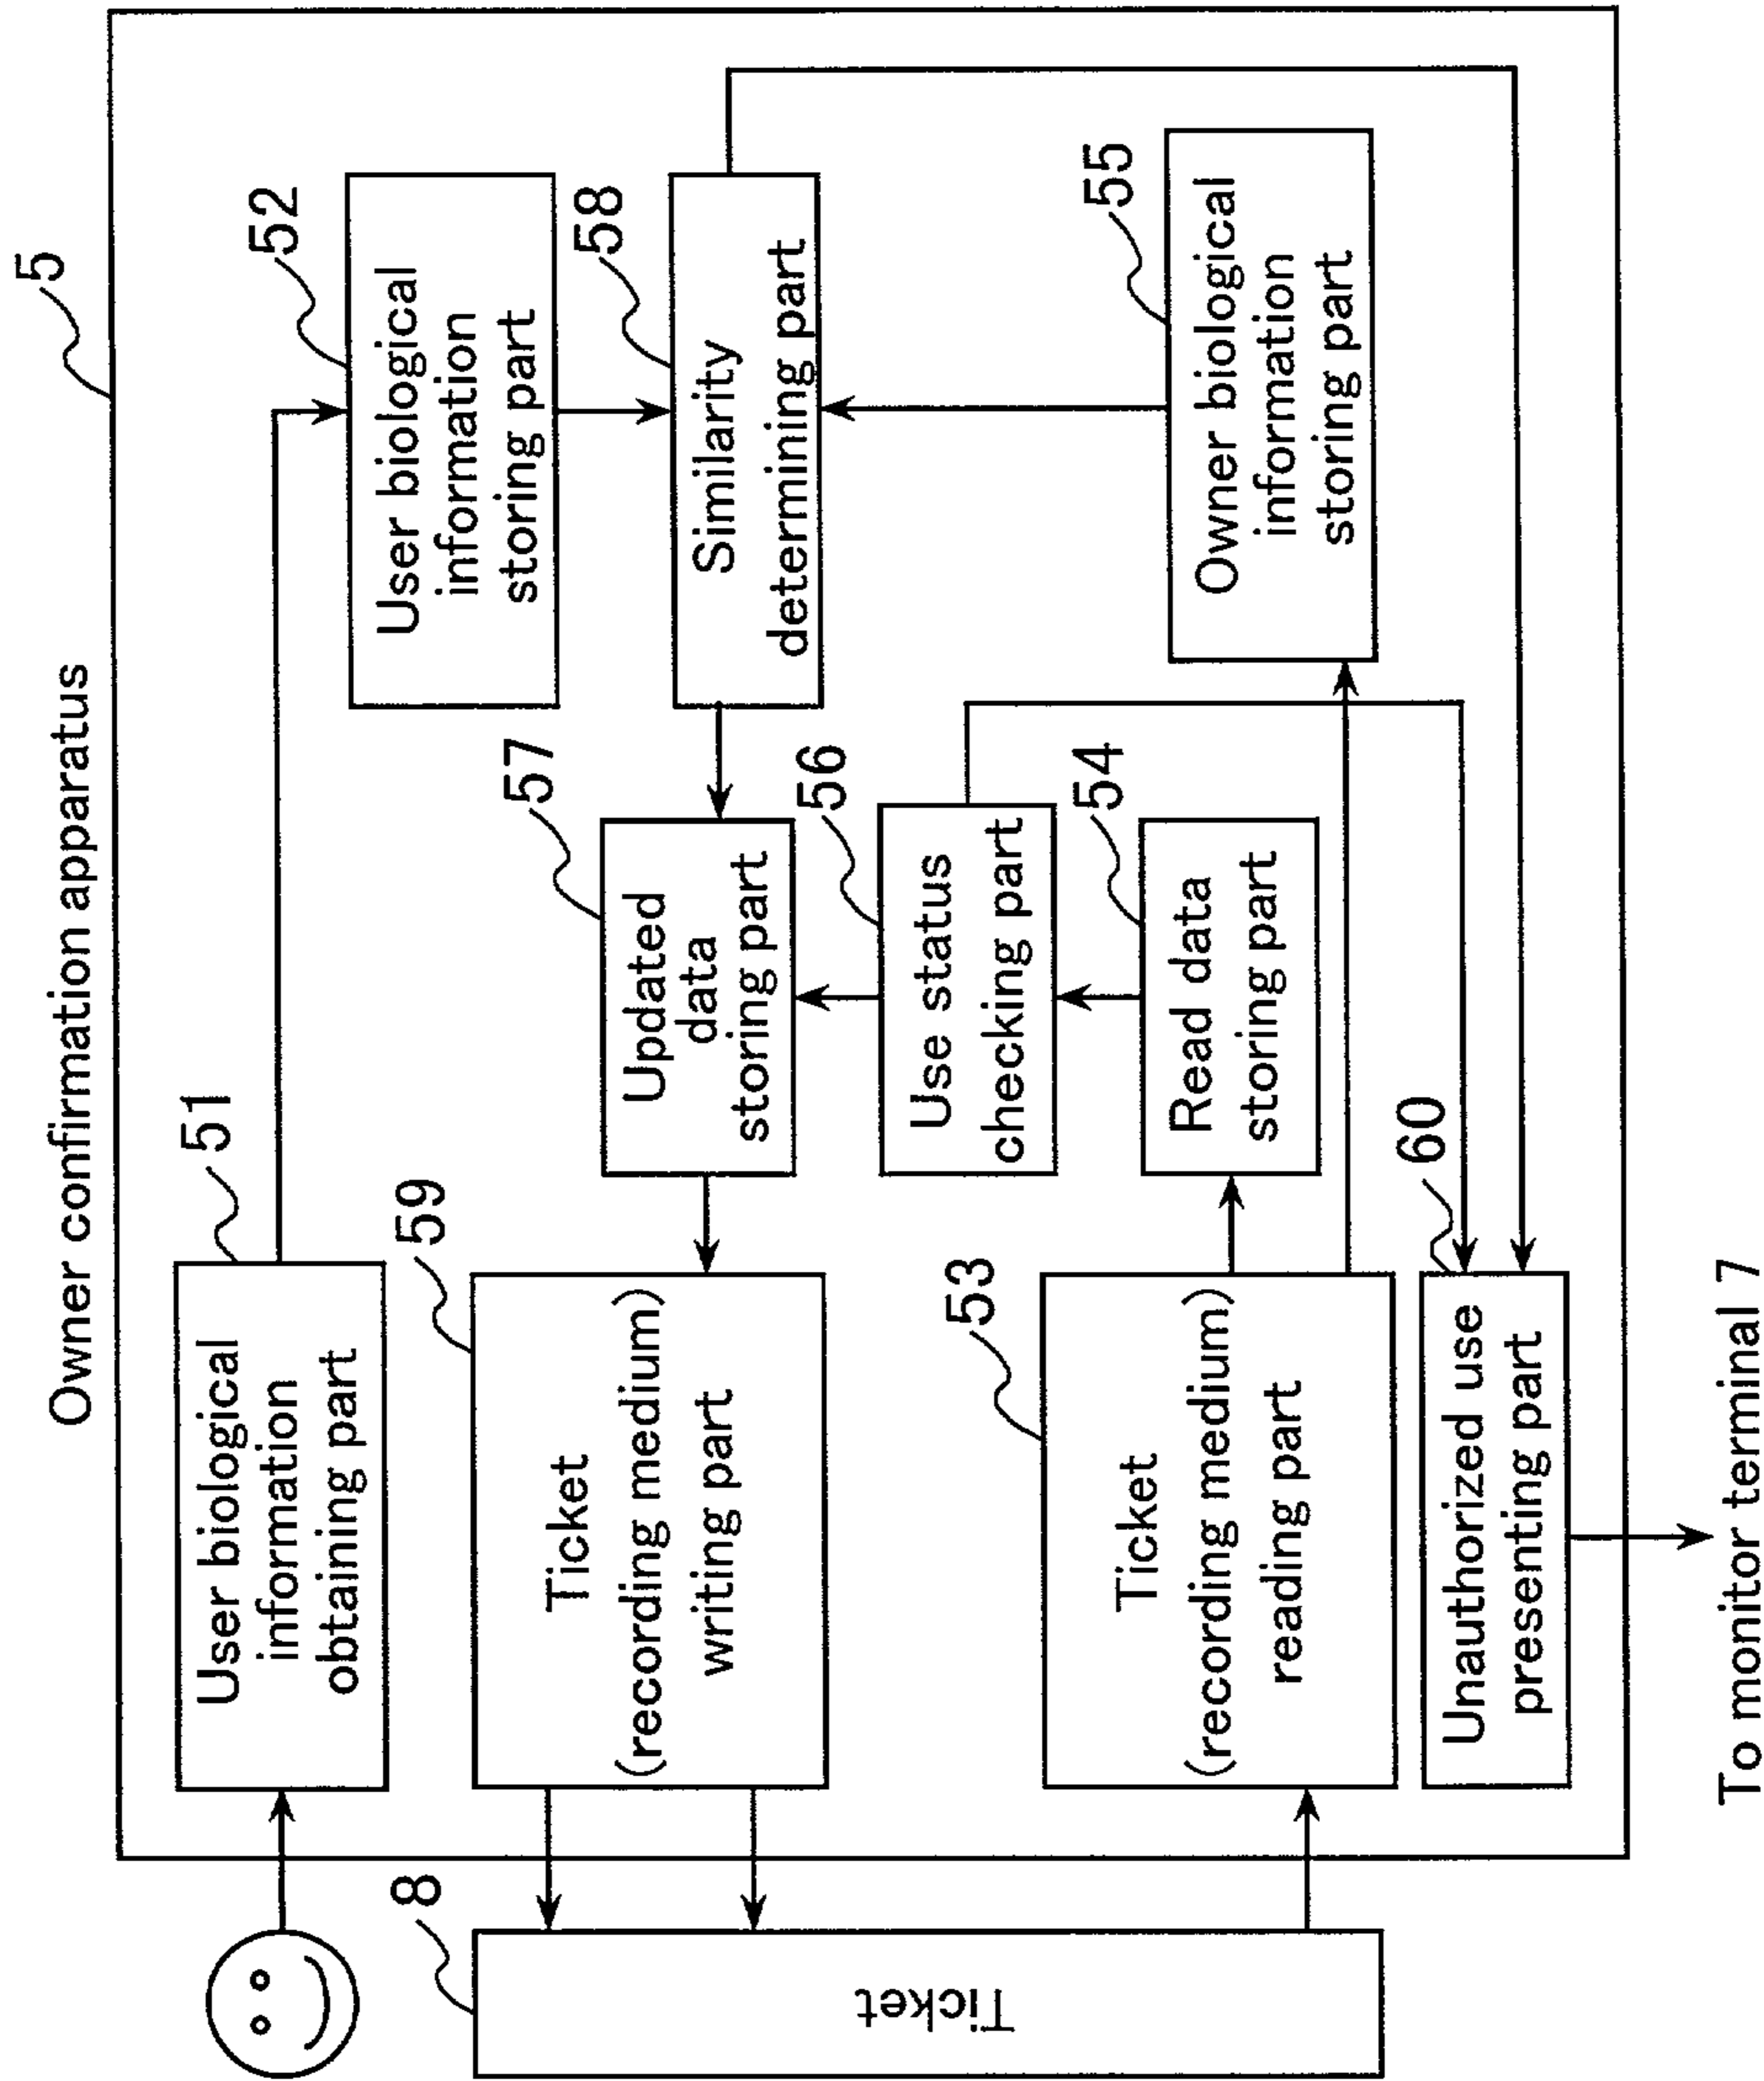 Owner confirmation apparatus
5
51
User biological
information
obtaining part
52
User biological
information
storing part
59
Ticket
(recording medium)
writing part
57
Updated
data
storing part
58
Similarity
determining part
8
Ticket
56
Use status
checking part
53
Ticket
(recording medium)
reading part
54
Read data
storing part
55
Owner biological
information
storing part
60
Unauthorized use
presenting part
To monitor terminal 7